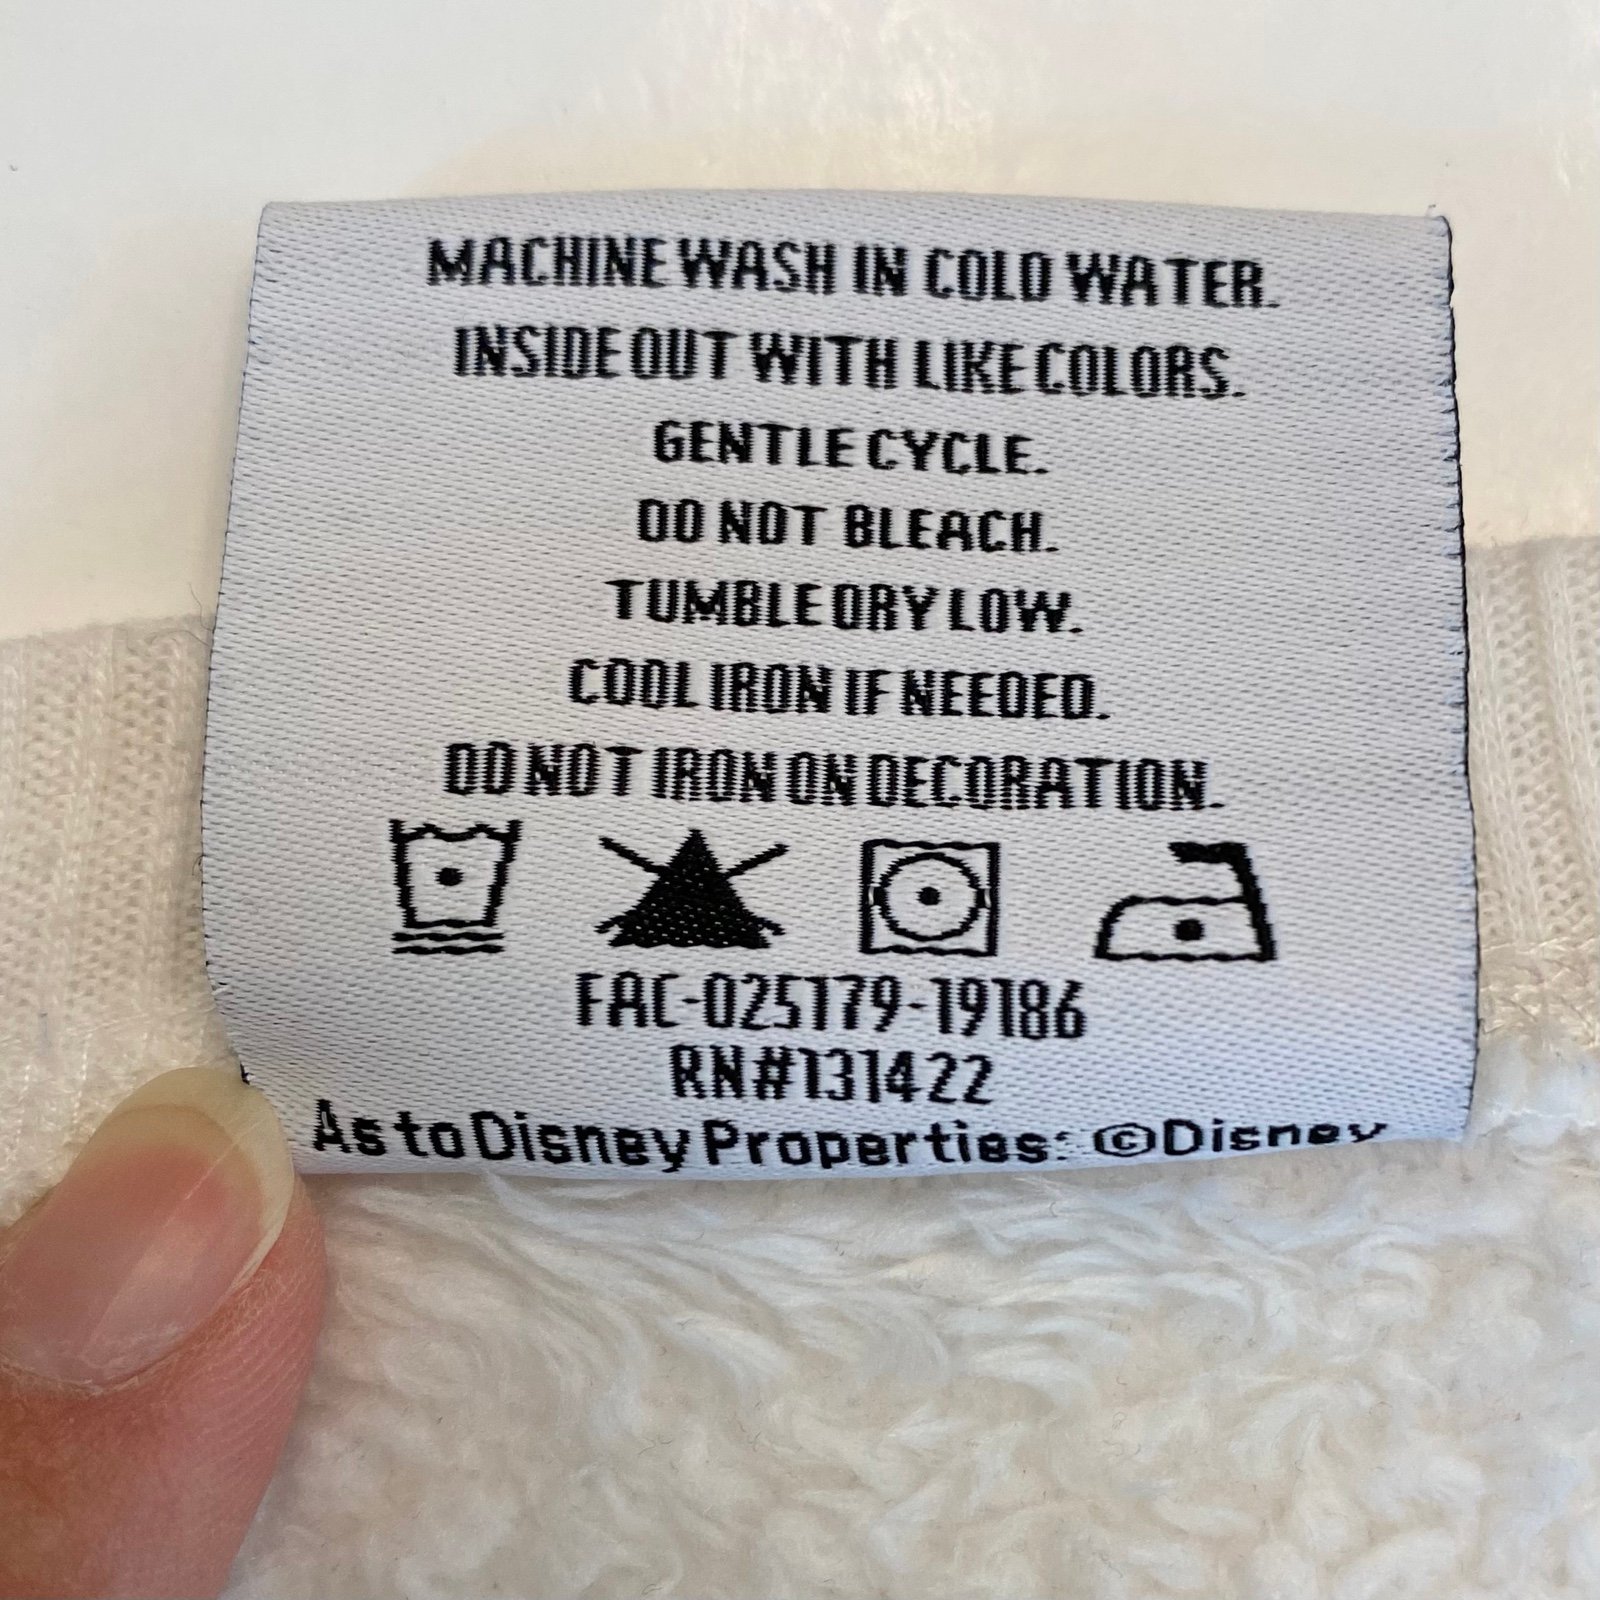 MACHINE WASH IN COLD WATER.
INSIDE OUT WITH LIKE COLORS.
GENTLE CYCLE.
DO NOT BLEACH.
TUMBLE DRY LOW.
COOL IRON IF NEEDED.
DO NOT IRON ON DECORATION.
FAC-025179-19186
RN#131422
As to Disney Properties: ©Disney